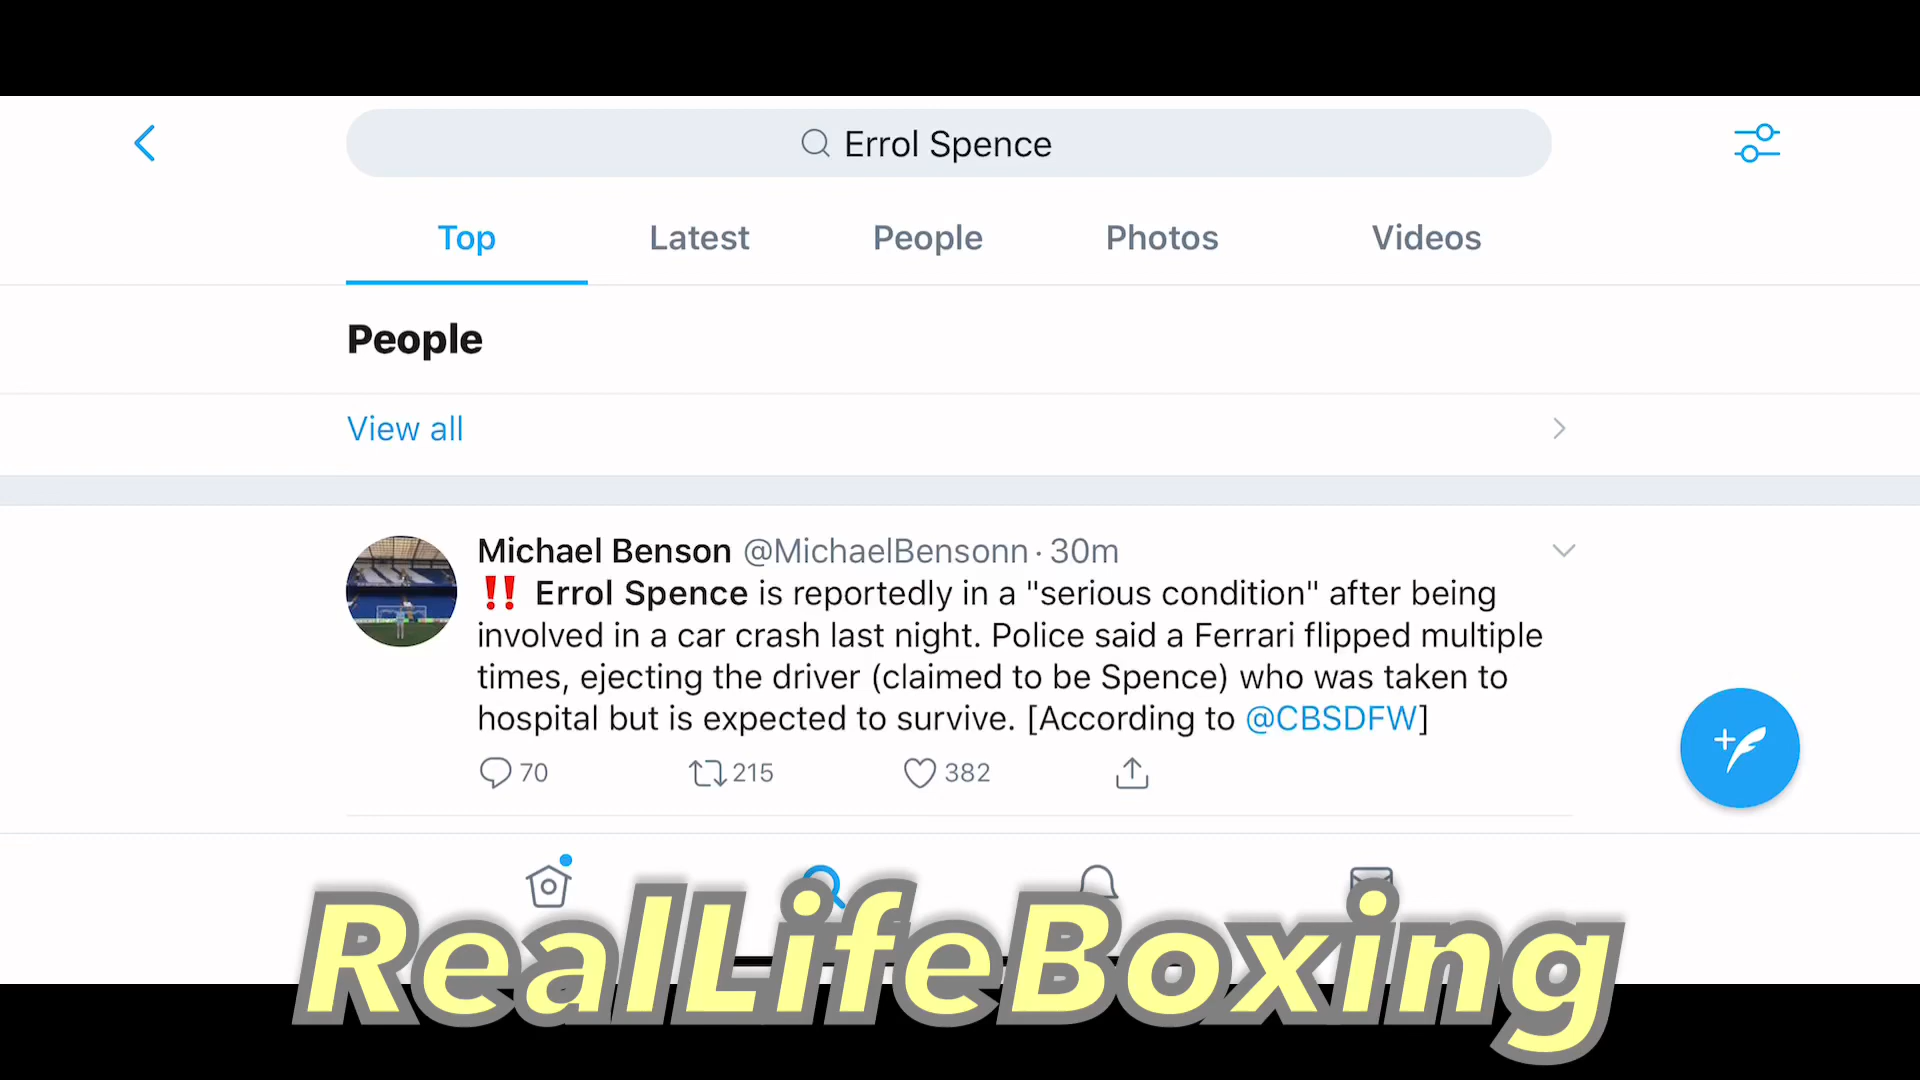 Errol Spence
Top Latest People Photos Videos
People
View all
Michael Benson @MichaelBensonn · 30m
‼️ Errol Spence is reportedly in a "serious condition" after being
involved in a car crash last night. Police said a Ferrari flipped multiple
times, ejecting the driver (claimed to be Spence) who was taken to
hospital but is expected to survive. [According to @CBSDFW]
70 215 382
RealLifeBoxing